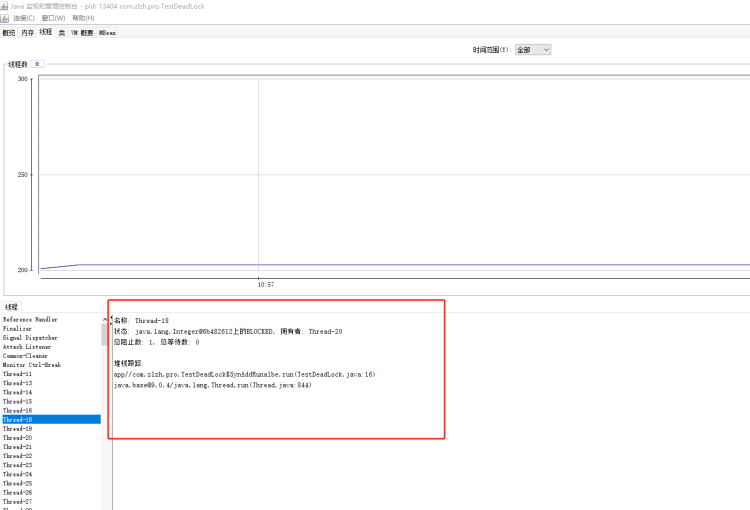 Java 监视和管理控制台 - pid: 13404 com.zlzh.pro.TestDeadLock
连接(C) 窗口(W) 帮助(H)
概览 内存 线程 类 VM 概要 MBean
时间范围(T): 全部
线程数
300
250
200
10:57
线程
Reference Handler
Finalizer
Signal Dispatcher
Attach Listener
Common-Cleaner
Monitor Ctrl-Break
Thread-11
Thread-13
Thread-14
Thread-15
Thread-16
Thread-18
Thread-19
Thread-20
Thread-21
Thread-22
Thread-23
Thread-24
Thread-25
Thread-26
Thread-27
名称: Thread-18
状态: java.lang.Integer@6b482612上的BLOCKED, 拥有者: Thread-20
总阻止数: 1, 总等待数: 0
堆栈跟踪:
app//com.zlzh.pro.TestDeadLock$SynAddRunalbe.run(TestDeadLock.java:16)
java.base@9.0.4/java.lang.Thread.run(Thread.java:844)